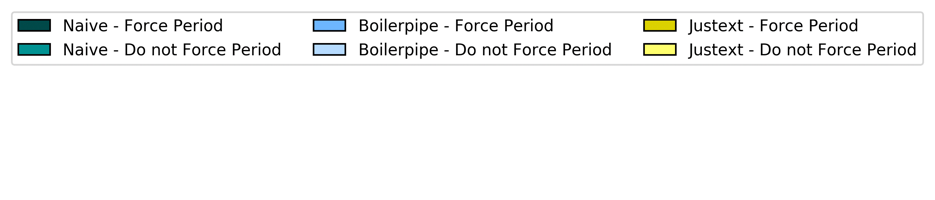 Naive - Force Period
Naive - Do not Force Period
Boilerpipe - Force Period
Boilerpipe - Do not Force Period
Justext - Force Period
Justext - Do not Force Period